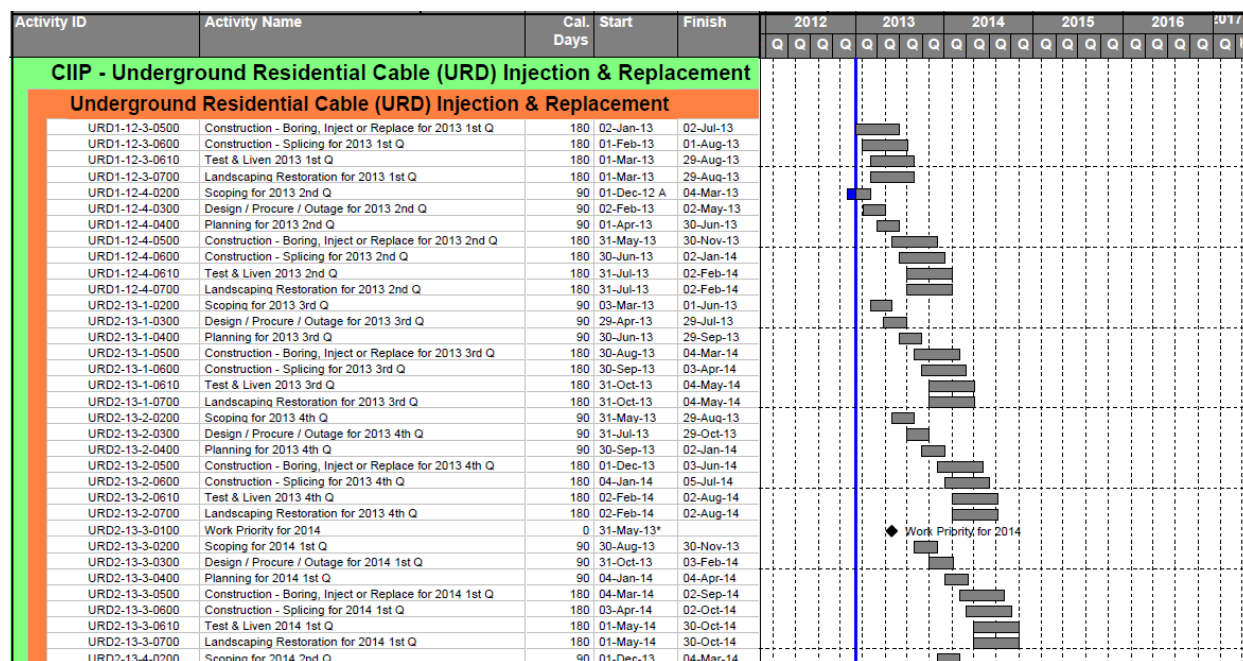 Activity ID Activity Name Cal. Days Start Finish 2012 2013 2014 2015 2016 2017
Q Q Q Q Q Q Q Q Q Q Q Q Q Q Q Q Q Q Q Q Q
CIIP - Underground Residential Cable (URD) Injection & Replacement
Underground Residential Cable (URD) Injection & Replacement
URD1-12-3-0500 Construction - Boring, Inject or Replace for 2013 1st Q 180 02-Jan-13 02-Jul-13
URD1-12-3-0600 Construction - Splicing for 2013 1st Q 180 01-Feb-13 01-Aug-13
URD1-12-3-0610 Test & Liven 2013 1st Q 180 01-Mar-13 29-Aug-13
URD1-12-3-0700 Landscaping Restoration for 2013 1st Q 180 01-Mar-13 29-Aug-13
URD1-12-4-0200 Scoping for 2013 2nd Q 90 01-Dec-12 A 04-Mar-13
URD1-12-4-0300 Design / Procure / Outage for 2013 2nd Q 90 02-Feb-13 02-May-13
URD1-12-4-0400 Planning for 2013 2nd Q 90 01-Apr-13 30-Jun-13
URD1-12-4-0500 Construction - Boring, Inject or Replace for 2013 2nd Q 180 31-May-13 30-Nov-13
URD1-12-4-0600 Construction - Splicing for 2013 2nd Q 180 30-Jun-13 02-Jan-14
URD1-12-4-0610 Test & Liven 2013 2nd Q 180 31-Jul-13 02-Feb-14
URD1-12-4-0700 Landscaping Restoration for 2013 2nd Q 180 31-Jul-13 02-Feb-14
URD2-13-1-0200 Scoping for 2013 3rd Q 90 03-Mar-13 01-Jun-13
URD2-13-1-0300 Design / Procure / Outage for 2013 3rd Q 90 29-Apr-13 29-Jul-13
URD2-13-1-0400 Planning for 2013 3rd Q 90 30-Jun-13 29-Sep-13
URD2-13-1-0500 Construction - Boring, Inject or Replace for 2013 3rd Q 180 30-Aug-13 04-Mar-14
URD2-13-1-0600 Construction - Splicing for 2013 3rd Q 180 30-Sep-13 03-Apr-14
URD2-13-1-0610 Test & Liven 2013 3rd Q 180 31-Oct-13 04-May-14
URD2-13-1-0700 Landscaping Restoration for 2013 3rd Q 180 31-Oct-13 04-May-14
URD2-13-2-0200 Scoping for 2013 4th Q 90 31-May-13 29-Aug-13
URD2-13-2-0300 Design / Procure / Outage for 2013 4th Q 90 31-Jul-13 29-Oct-13
URD2-13-2-0400 Planning for 2013 4th Q 90 30-Sep-13 02-Jan-14
URD2-13-2-0500 Construction - Boring, Inject or Replace for 2013 4th Q 180 01-Dec-13 03-Jun-14
URD2-13-2-0600 Construction - Splicing for 2013 4th Q 180 04-Jan-14 05-Jul-14
URD2-13-2-0610 Test & Liven 2013 4th Q 180 02-Feb-14 02-Aug-14
URD2-13-2-0700 Landscaping Restoration for 2013 4th Q 180 02-Feb-14 02-Aug-14
URD2-13-3-0100 Work Priority for 2014 0 31-May-13* Work Priority for 2014
URD2-13-3-0200 Scoping for 2014 1st Q 90 30-Aug-13 30-Nov-13
URD2-13-3-0300 Design / Procure / Outage for 2014 1st Q 90 31-Oct-13 03-Feb-14
URD2-13-3-0400 Planning for 2014 1st Q 90 04-Jan-14 04-Apr-14
URD2-13-3-0500 Construction - Boring, Inject or Replace for 2014 1st Q 180 04-Mar-14 02-Sep-14
URD2-13-3-0600 Construction - Splicing for 2014 1st Q 180 03-Apr-14 02-Oct-14
URD2-13-3-0610 Test & Liven 2014 1st Q 180 01-May-14 30-Oct-14
URD2-13-3-0700 Landscaping Restoration for 2014 1st Q 180 01-May-14 30-Oct-14
URD2-13-4-0200 Scoping for 2014 2nd Q 90 01-Dec-13 04-Mar-14